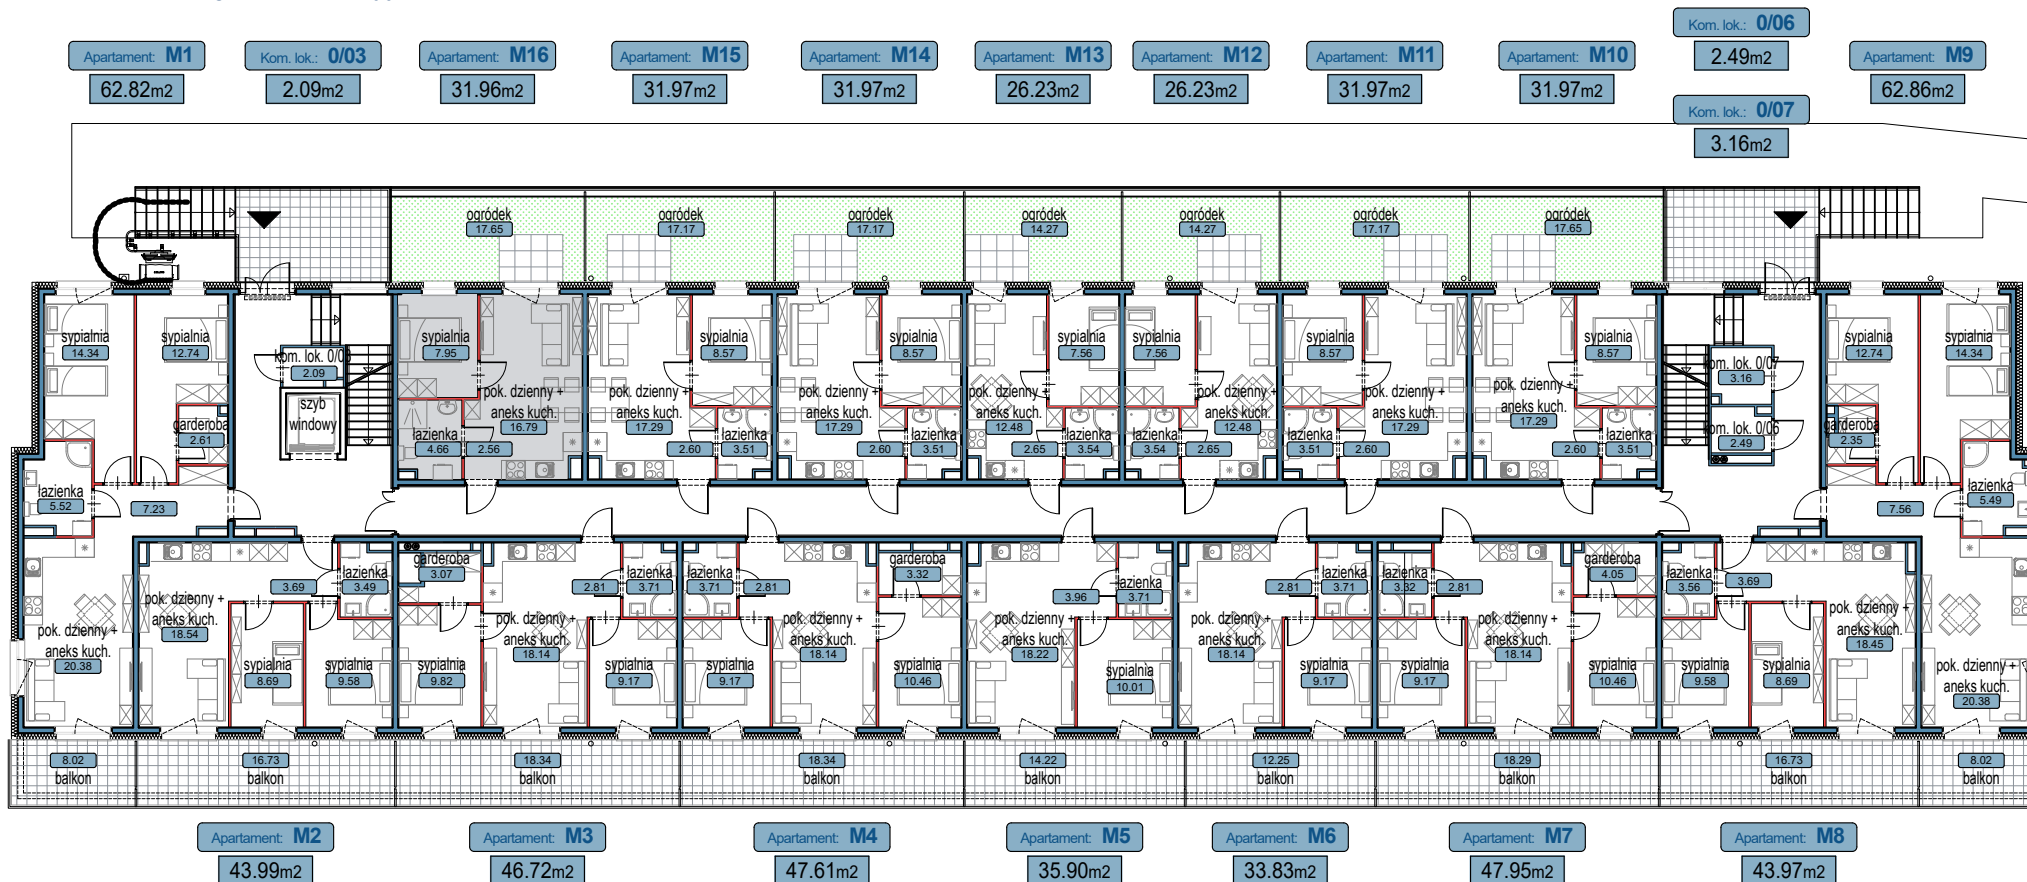 Apartament: M1
62.82m2
Kom. lok.: 0/03
2.09m2
Apartament: M16
31.96m2
Apartament: M15
31.97m2
Apartament: M14
31.97m2
Apartament: M13
26.23m2
Apartament: M12
26.23m2
Apartament: M11
31.97m2
Apartament: M10
31.97m2
Kom. lok.: 0/06
2.49m2
Kom. lok.: 0/07
3.16m2
Apartament: M9
62.86m2
ogródek
17.65
ogródek
17.17
ogródek
17.17
ogródek
14.27
ogródek
14.27
ogródek
17.17
ogródek
17.65
sypialnia
14.34
sypialnia
12.74
garderoba
2.61
łazienka
5.52
7.23
kom. lok. 0/03
2.09
szyb
windowy
sypialnia
7.95
pok. dzienny +
aneks kuch.
16.79
łazienka
4.66
2.56
pok. dzienny +
aneks kuch.
17.29
sypialnia
8.57
2.60
łazienka
3.51
pok. dzienny +
aneks kuch.
17.29
sypialnia
8.57
2.60
łazienka
3.51
pok. dzienny +
aneks kuch.
12.48
sypialnia
7.56
2.65
łazienka
3.54
sypialnia
7.56
pok. dzienny +
aneks kuch.
12.48
łazienka
3.54
2.65
sypialnia
8.57
pok. dzienny +
aneks kuch.
17.29
łazienka
3.51
2.60
pok. dzienny +
aneks kuch.
17.29
sypialnia
8.57
2.60
łazienka
3.51
kom. lok. 0/07
3.16
kom. lok. 0/06
2.49
sypialnia
12.74
sypialnia
14.34
garderoba
2.35
łazienka
5.49
7.56
pok. dzienny +
aneks kuch.
20.38
pok. dzienny +
aneks kuch.
18.54
3.69
łazienka
3.49
sypialnia
8.69
sypialnia
9.58
garderoba
3.07
sypialnia
9.82
pok. dzienny +
aneks kuch.
18.14
2.81
łazienka
3.71
sypialnia
9.17
łazienka
3.71
2.81
sypialnia
9.17
pok. dzienny +
aneks kuch.
18.14
garderoba
3.32
sypialnia
10.46
pok. dzienny +
aneks kuch.
18.22
3.96
łazienka
3.71
sypialnia
10.01
pok. dzienny +
aneks kuch.
18.14
2.81
łazienka
3.71
sypialnia
9.17
łazienka
3.32
2.81
sypialnia
9.17
pok. dzienny +
aneks kuch.
18.14
garderoba
4.05
sypialnia
10.46
łazienka
3.56
3.69
sypialnia
9.58
sypialnia
8.69
pok. dzienny +
aneks kuch.
18.45
pok. dzienny +
aneks kuch.
20.38
8.02
balkon
16.73
balkon
18.34
balkon
18.34
balkon
14.22
balkon
12.25
balkon
18.29
balkon
16.73
balkon
8.02
balkon
Apartament: M2
43.99m2
Apartament: M3
46.72m2
Apartament: M4
47.61m2
Apartament: M5
35.90m2
Apartament: M6
33.83m2
Apartament: M7
47.95m2
Apartament: M8
43.97m2